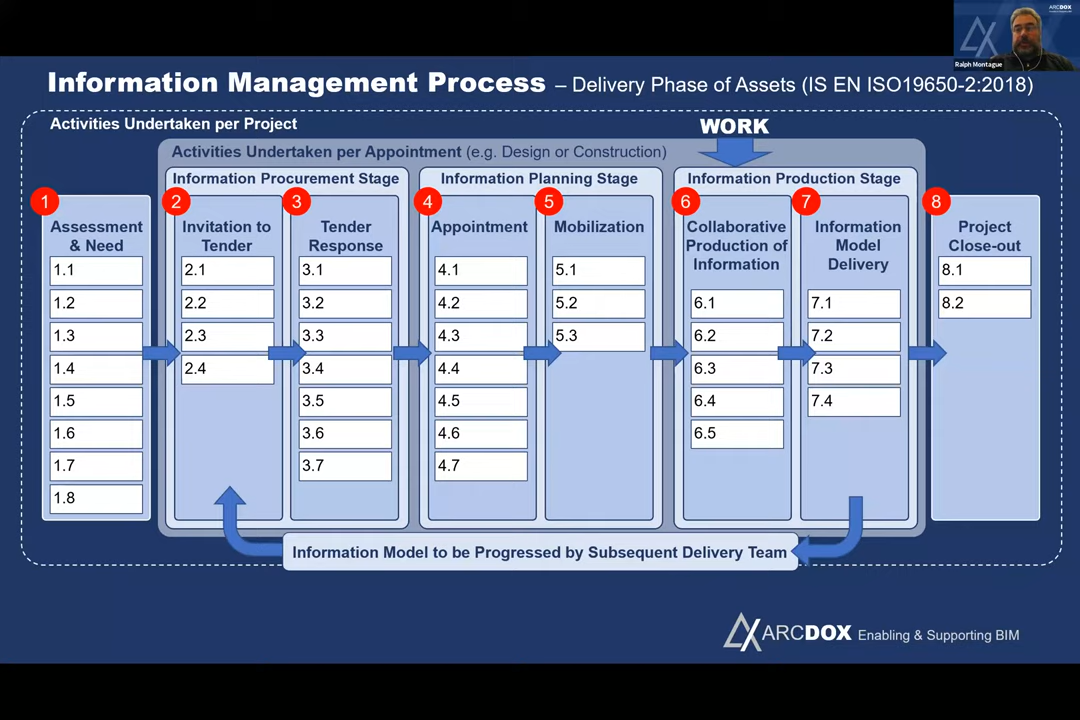 ARCDOX
Ralph Montague
Information Management Process – Delivery Phase of Assets (IS EN ISO19650-2:2018)
Activities Undertaken per Project
WORK
Activities Undertaken per Appointment (e.g. Design or Construction)
Information Procurement Stage
Information Planning Stage
Information Production Stage
1
Assessment
& Need
1.1
1.2
1.3
1.4
1.5
1.6
1.7
1.8
2
Invitation to
Tender
2.1
2.2
2.3
2.4
3
Tender
Response
3.1
3.2
3.3
3.4
3.5
3.6
3.7
4
Appointment
4.1
4.2
4.3
4.4
4.5
4.6
4.7
5
Mobilization
5.1
5.2
5.3
6
Collaborative
Production of
Information
6.1
6.2
6.3
6.4
6.5
7
Information
Model
Delivery
7.1
7.2
7.3
7.4
8
Project
Close-out
8.1
8.2
Information Model to be Progressed by Subsequent Delivery Team
ARCDOX Enabling & Supporting BIM